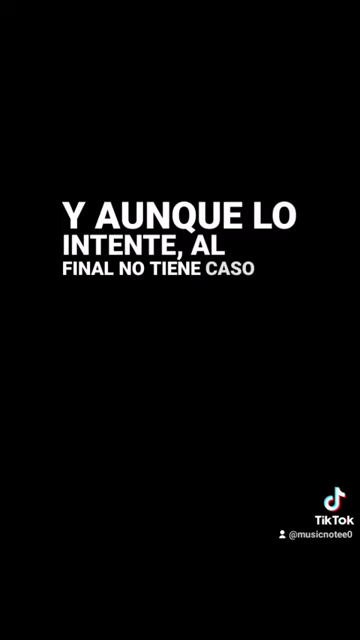 Y AUNQUE LO
INTENTE, AL
FINAL NO TIENE CASO
TikTok
@musicnotee0